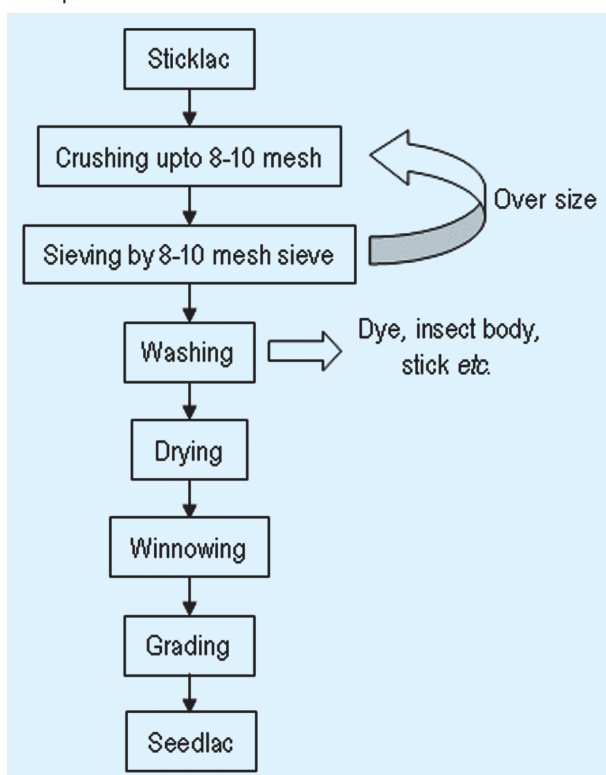 Sticklac
Crushing upto 8-10 mesh
Over size
Sieving by 8-10 mesh sieve
Washing
Dye, insect body,
stick etc.
Drying
Winnowing
Grading
Seedlac